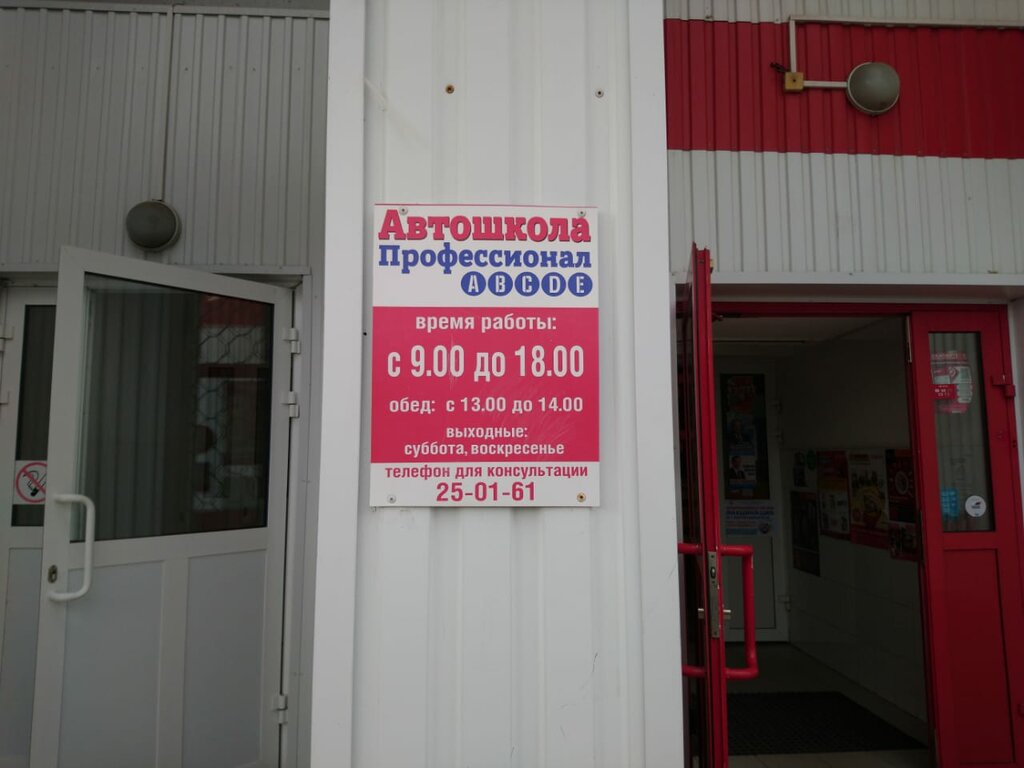 Автошкола
Профессионал
A B C D E
время работы:
с 9.00 до 18.00
обед: с 13.00 до 14.00
выходные:
суббота, воскресенье
телефон для консультации
25-01-61